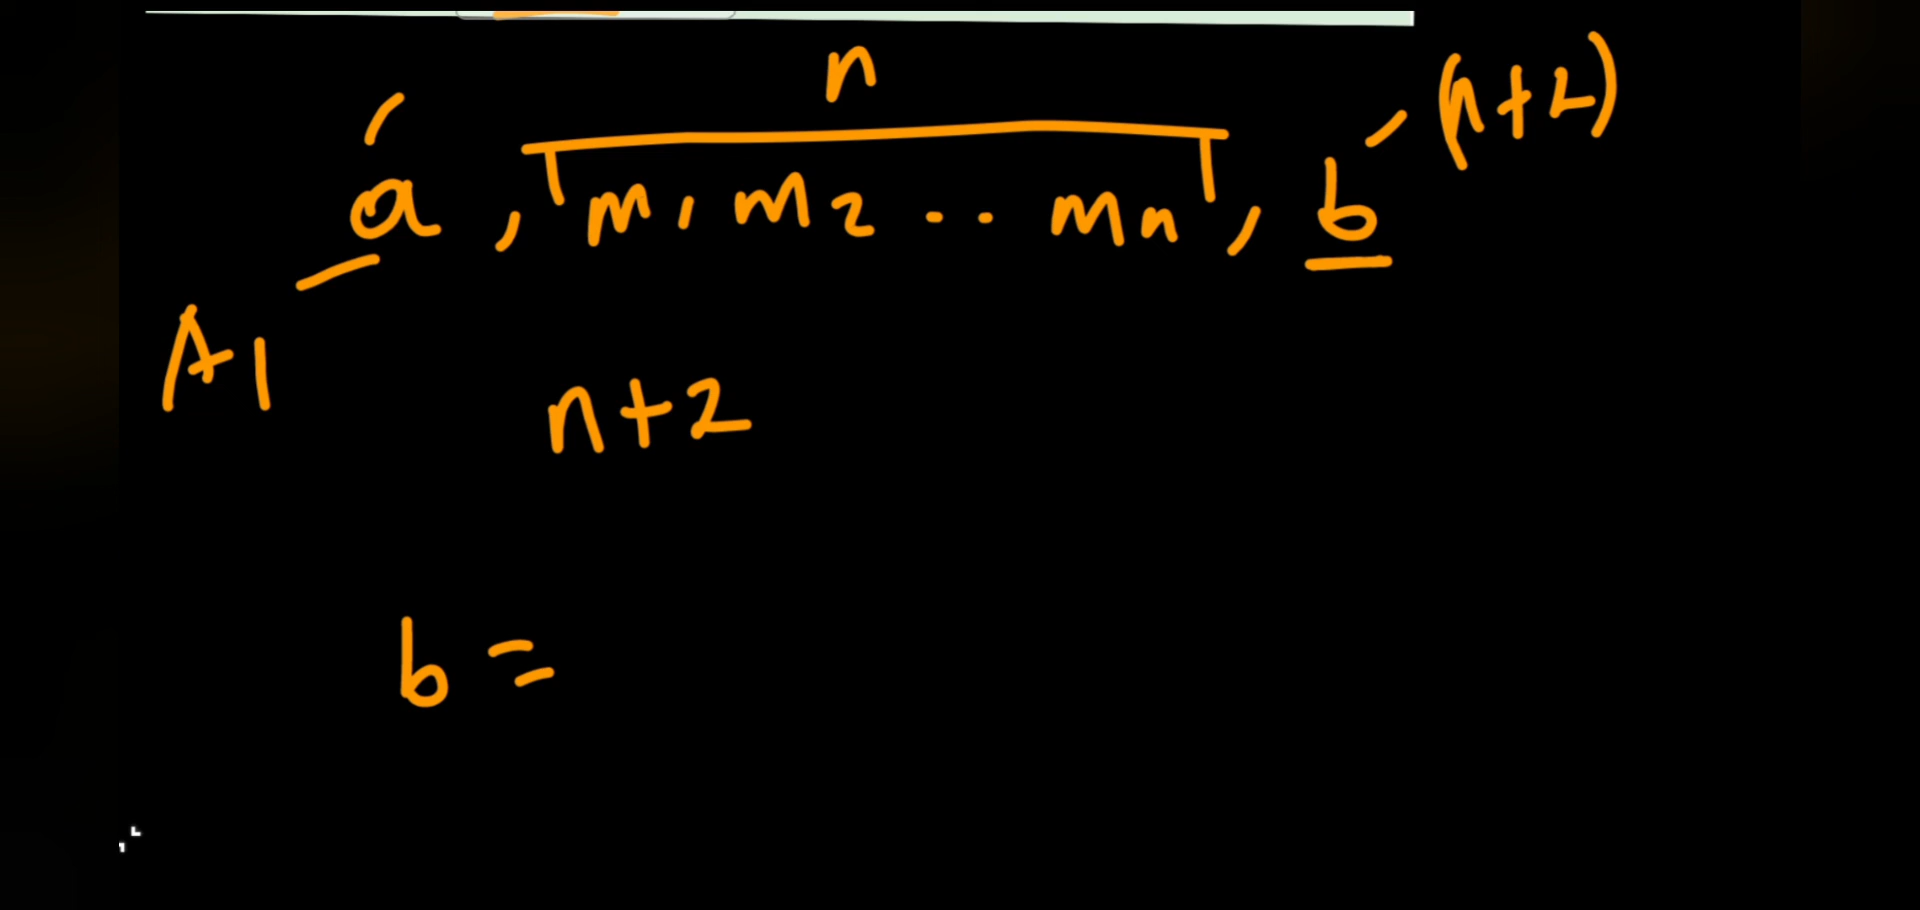 n
a , m1 m2 .. mn , b (n+2)
A1
n+2
b =